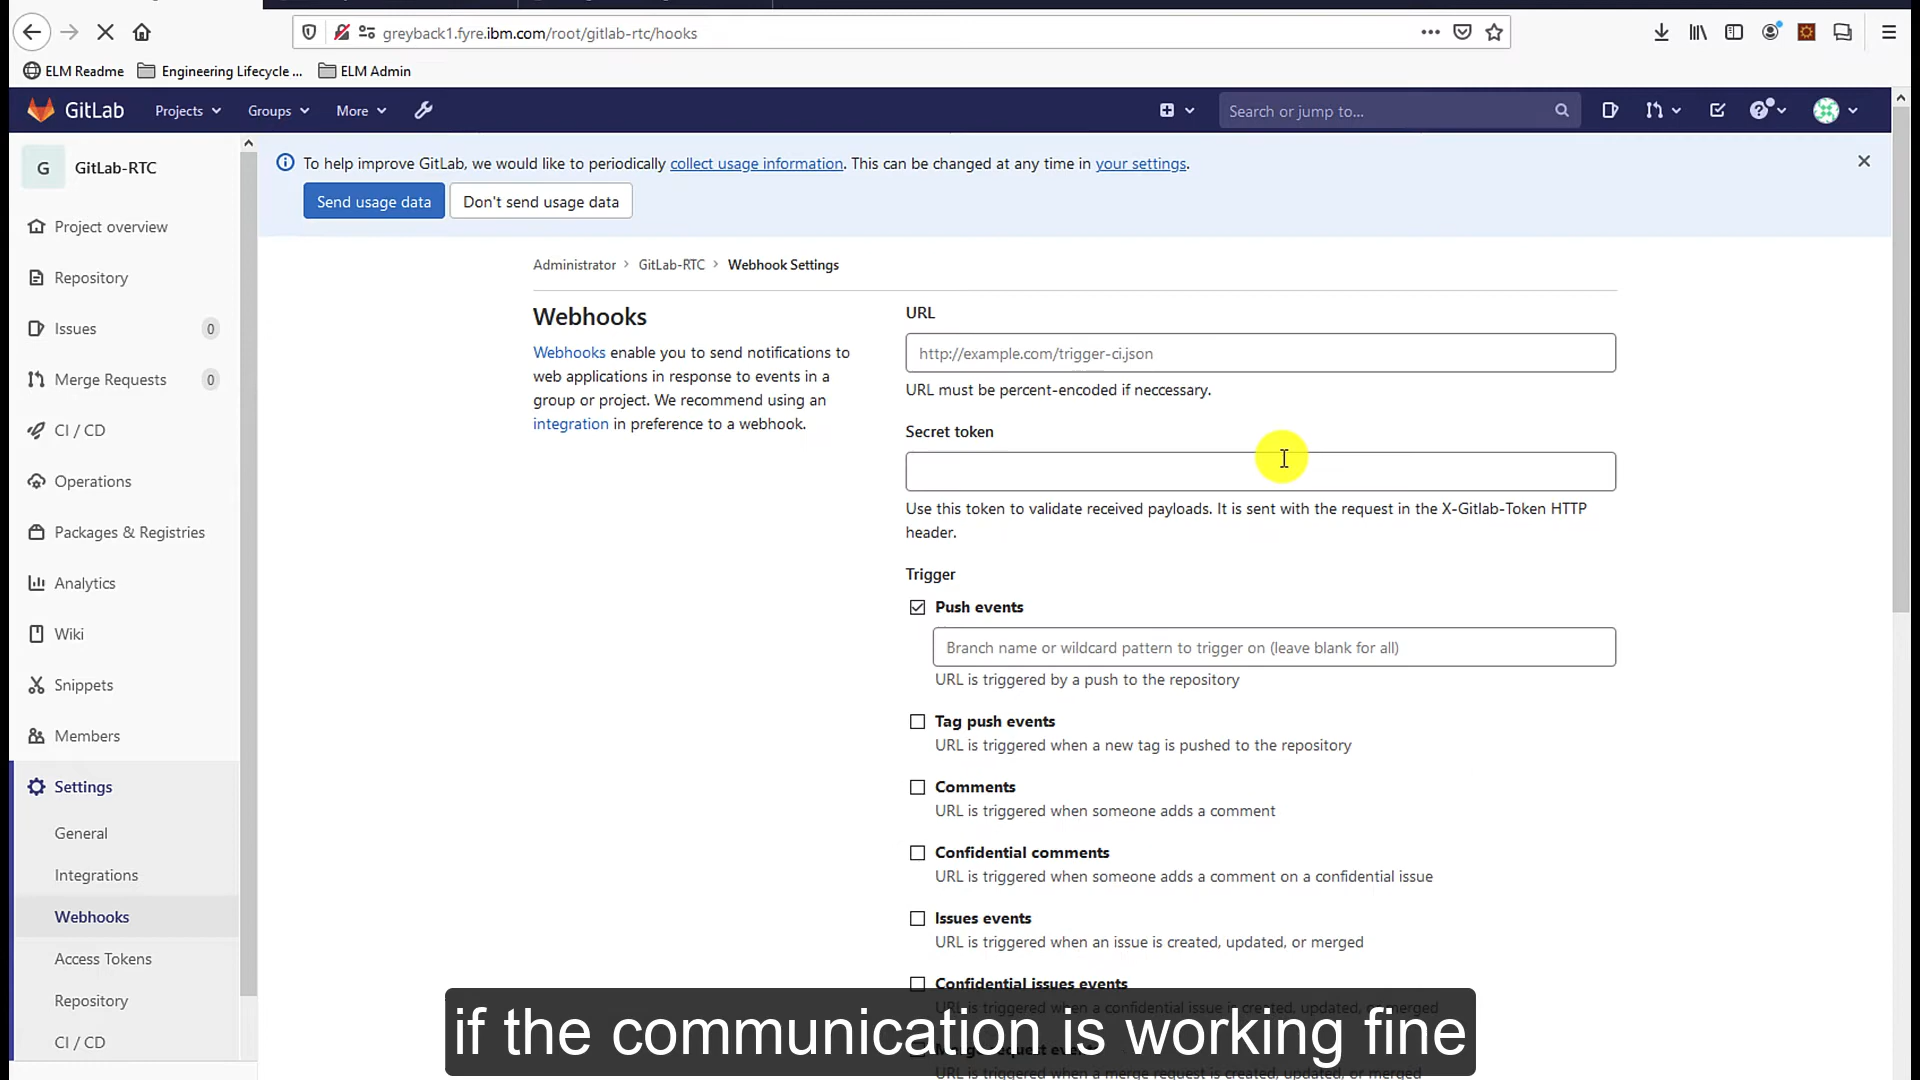 greyback1.fyre.ibm.com/root/gitlab-rtc/hooks
ELM Readme
Engineering Lifecycle ...
ELM Admin
GitLab
Projects
Groups
More
Search or jump to...
G
GitLab-RTC
To help improve GitLab, we would like to periodically collect usage information. This can be changed at any time in your settings.
Send usage data
Don't send usage data
Project overview
Repository
Issues
0
Merge Requests
0
CI / CD
Operations
Packages & Registries
Analytics
Wiki
Snippets
Members
Settings
General
Integrations
Webhooks
Access Tokens
Repository
CI / CD
Administrator > GitLab-RTC > Webhook Settings
Webhooks
Webhooks enable you to send notifications to
web applications in response to events in a
group or project. We recommend using an
integration in preference to a webhook.
URL
http://example.com/trigger-ci.json
URL must be percent-encoded if neccessary.
Secret token
Use this token to validate received payloads. It is sent with the request in the X-Gitlab-Token HTTP
header.
Trigger
Push events
Branch name or wildcard pattern to trigger on (leave blank for all)
URL is triggered by a push to the repository
Tag push events
URL is triggered when a new tag is pushed to the repository
Comments
URL is triggered when someone adds a comment
Confidential comments
URL is triggered when someone adds a comment on a confidential issue
Issues events
URL is triggered when an issue is created, updated, or merged
Confidential issues events
URL is triggered when a confidential issue is created, updated, or merged
if the communication is working fine
URL is triggered when a merge request is created, updated, or merged